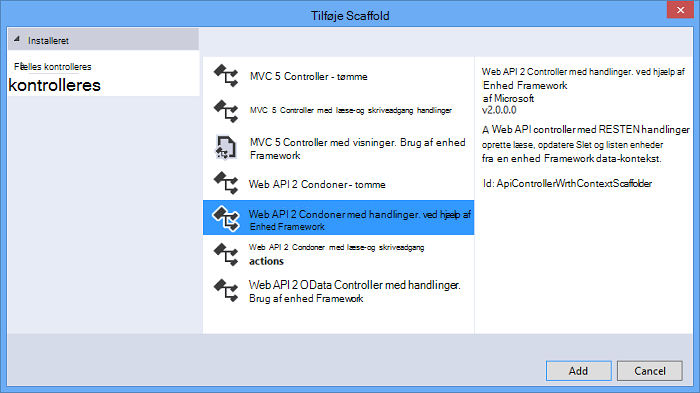 Tilføje Scaffold
Installeret
Fælles kontrolleres
kontrolleres
MVC 5 Controller - tømme
MVC 5 Controller med læse-og skriveadgang handlinger
MVC 5 Controller med visninger. Brug af enhed
Framework
Web API 2 Condoner - tomme
Web API 2 Condoner med handlinger. ved hjælp af
Enhed Framework
Web API 2 Condoner med læse-og skriveadgang
actions
Web API 2 OData Controller med handlinger.
Brug af enhed Framework
Web API 2 Controller med handlinger. ved hjælp af
Enhed Framework
af Microsoft
v2.0.0.0
A Web API controller med RESTEN handlinger
oprette læse, opdatere Slet og listen enheder
fra en enhed Framework data-kontekst.
Id: ApiControllerWrthContextScaffolder
Add
Cancel